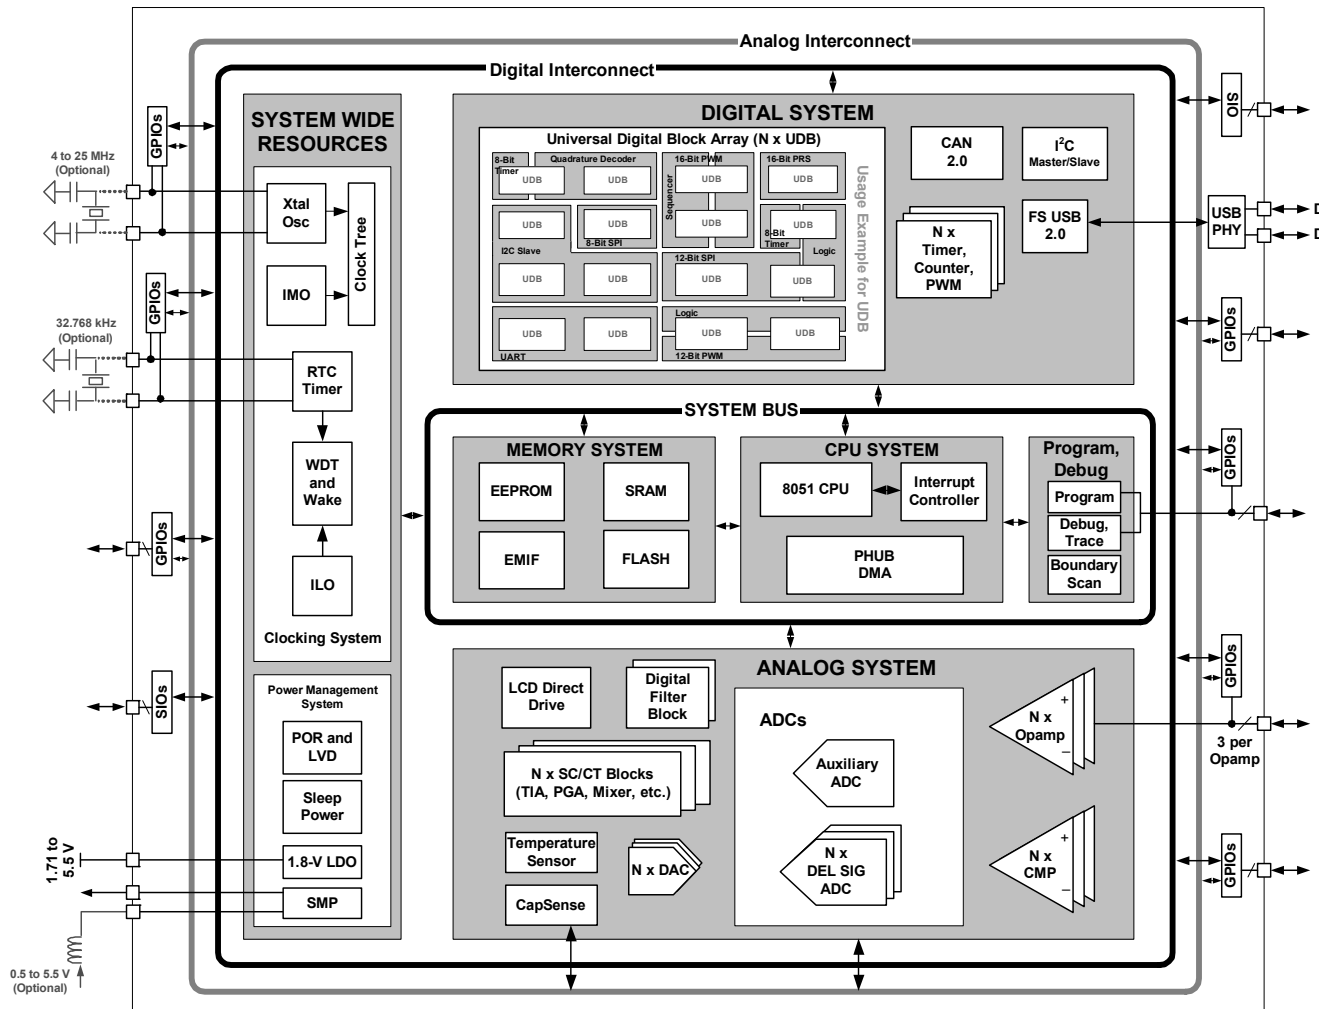 Analog Interconnect
Digital Interconnect
SYSTEM WIDE
RESOURCES
4 to 25 MHz
(Optional)
GPIOs
Xtal
Osc
Clock Tree
IMO
GPIOs
32.768 kHz
(Optional)
RTC
Timer
WDT
and
Wake
GPIOs
ILO
Clocking System
SIOs
Power Management
System
POR and
LVD
Sleep
Power
1.71 to
5.5 V
1.8-V LDO
SMP
0.5 to 5.5 V
(Optional)
DIGITAL SYSTEM
Universal Digital Block Array (N x UDB)
8-Bit
Timer
Quadrature Decoder
16-Bit PWM
16-Bit PRS
UDB
UDB
UDB
UDB
Sequencer
UDB
UDB
UDB
UDB
I2C Slave
8-Bit SPI
8-Bit
Timer
Logic
12-Bit SPI
UDB
UDB
UDB
UDB
Logic
UDB
UDB
UDB
UDB
UART
12-Bit PWM
Usage Example for UDB
CAN
2.0
I2C
Master/Slave
N x
Timer,
Counter,
PWM
FS USB
2.0
SIO
USB
PHY
D
D
GPIOs
SYSTEM BUS
MEMORY SYSTEM
EEPROM
SRAM
EMIF
FLASH
CPU SYSTEM
8051 CPU
Interrupt
Controller
PHUB
DMA
Program,
Debug
Program
Debug,
Trace
Boundary
Scan
GPIOs
ANALOG SYSTEM
LCD Direct
Drive
Digital
Filter
Block
N x SC/CT Blocks
(TIA, PGA, Mixer, etc.)
Temperature
Sensor
N x DAC
CapSense
ADCs
Auxiliary
ADC
N x
DEL SIG
ADC
N x
Opamp
+
–
N x
CMP
+
–
GPIOs
3 per
Opamp
GPIOs